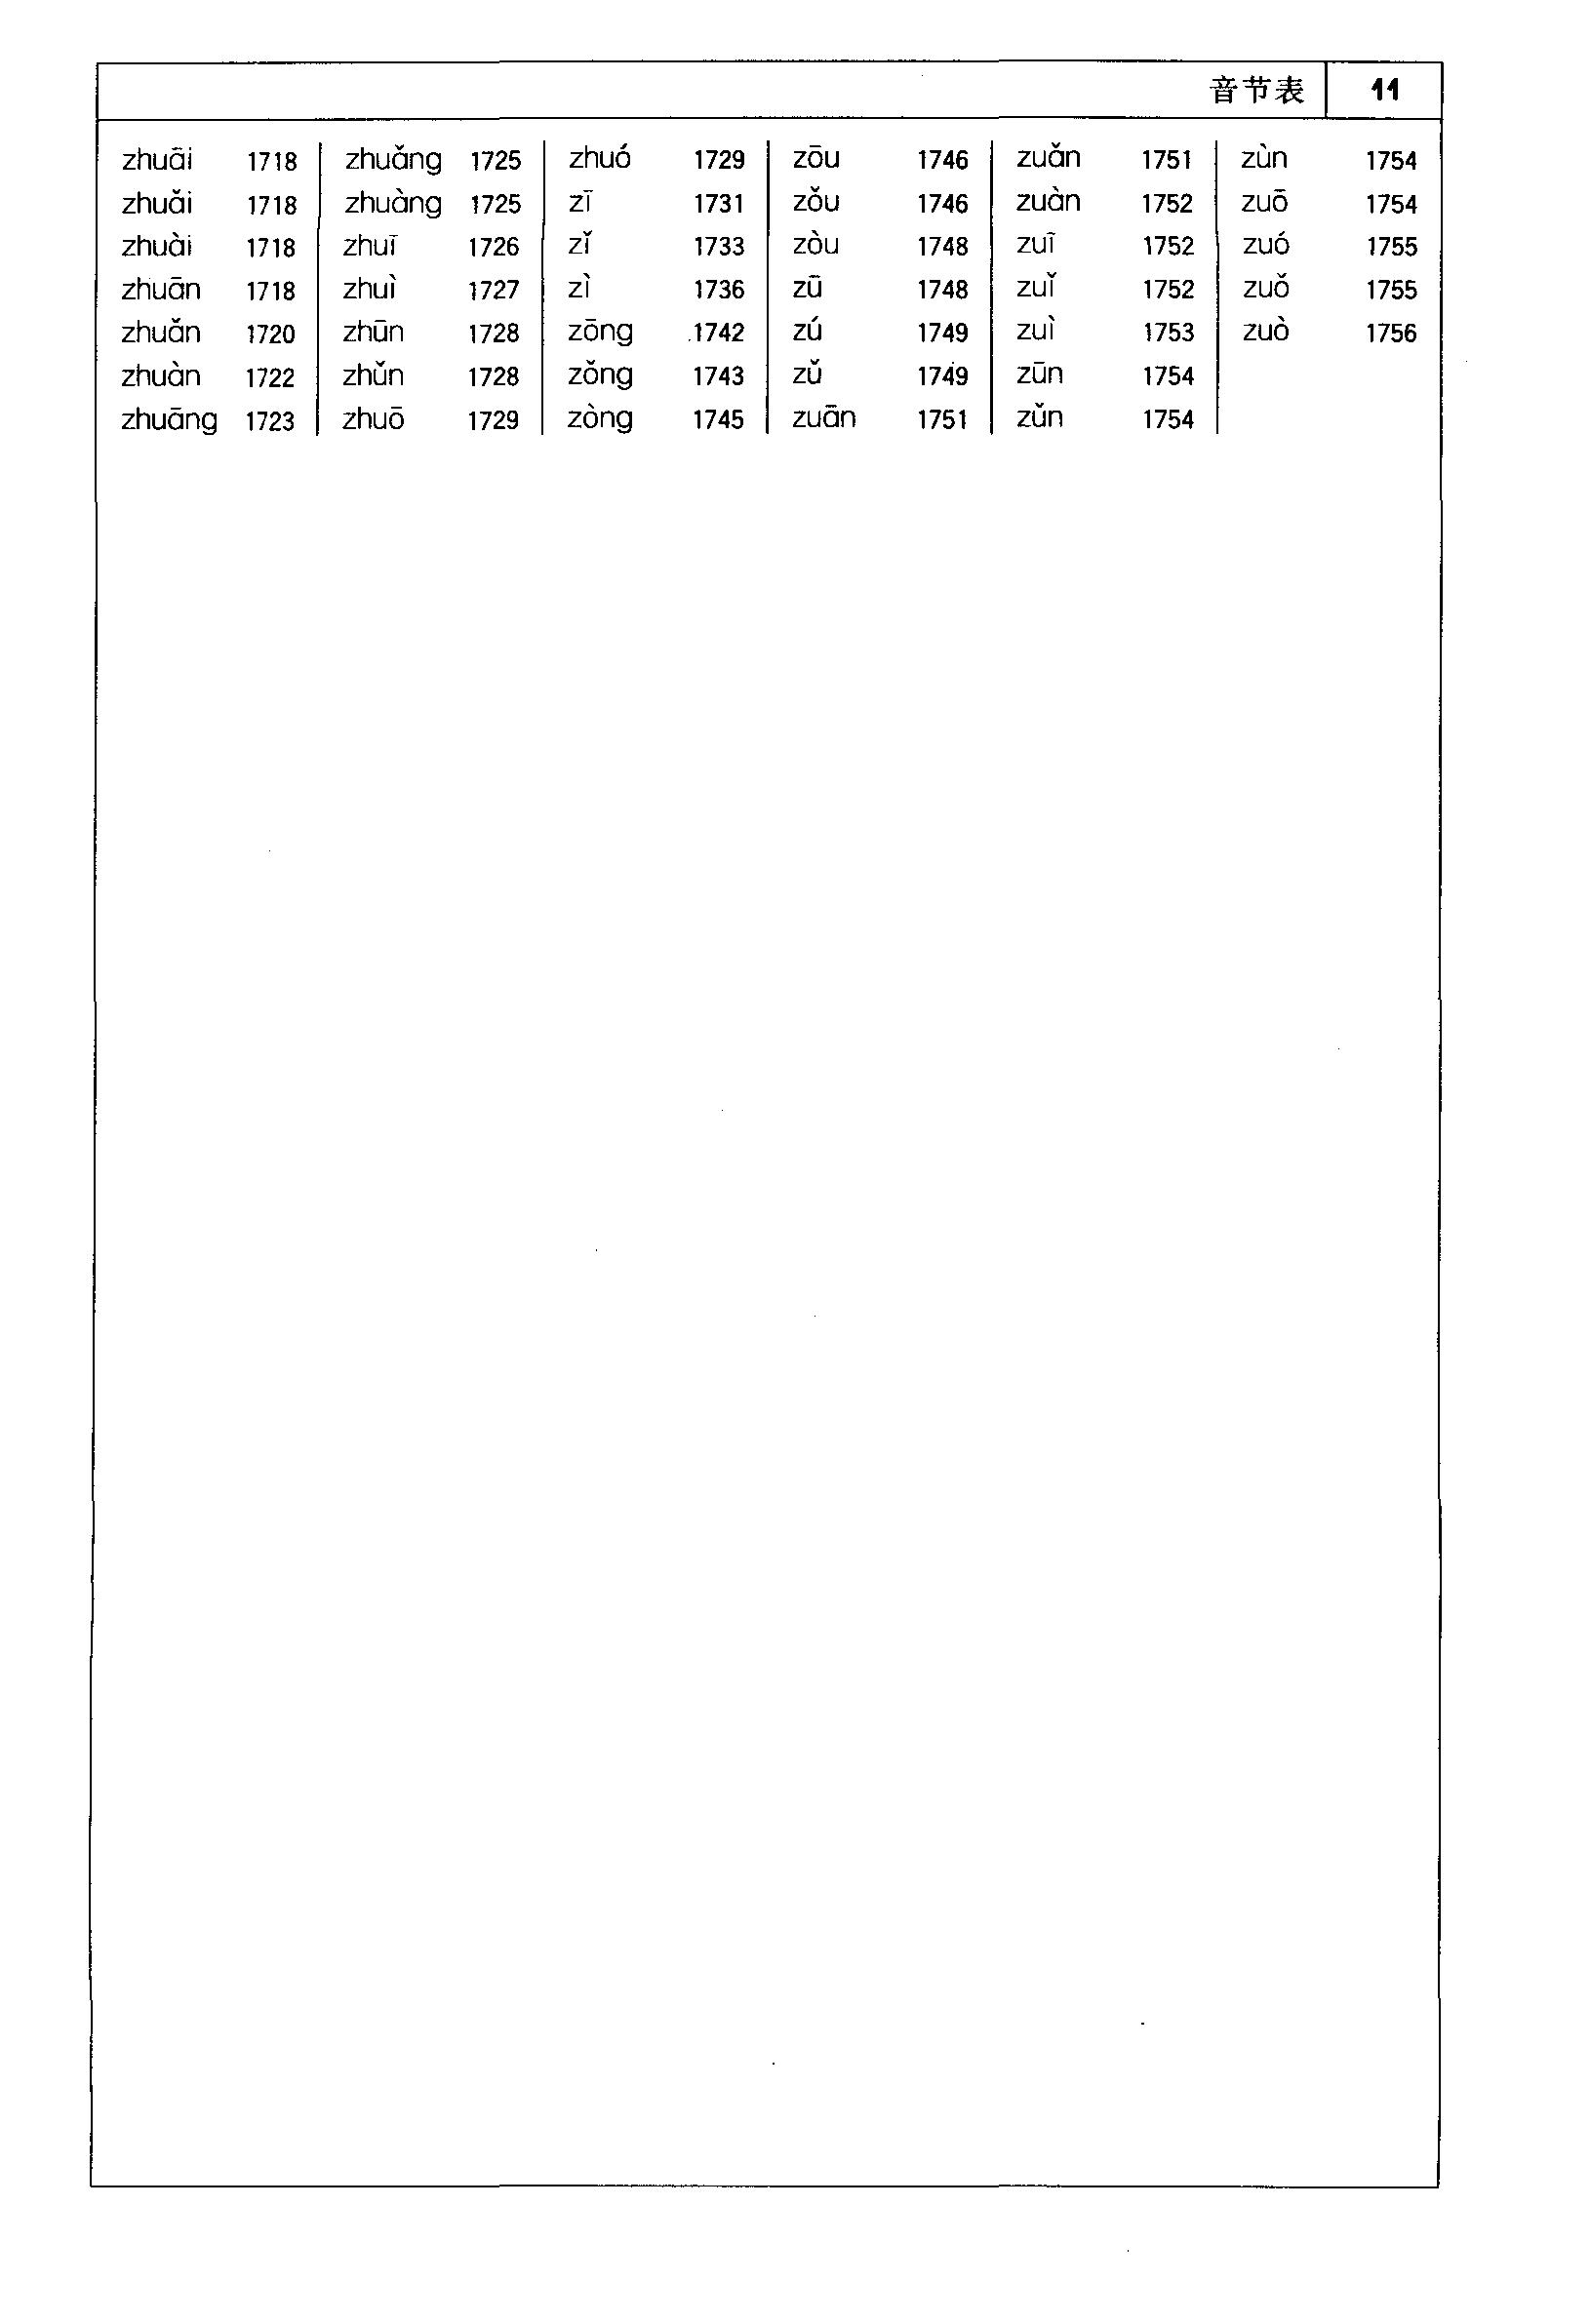 音节表 11
zhuāi 1718
zhuǎi 1718
zhuài 1718
zhuān 1718
zhuǎn 1720
zhuàn 1722
zhuāng 1723
zhuǎng 1725
zhuàng 1725
zhuī 1726
zhuì 1727
zhūn 1728
zhǔn 1728
zhuō 1729
zhuó 1729
zī 1731
zǐ 1733
zì 1736
zōng 1742
zǒng 1743
zòng 1745
zōu 1746
zǒu 1746
zòu 1748
zū 1748
zú 1749
zǔ 1749
zuān 1751
zuǎn 1751
zuàn 1752
zuī 1752
zuǐ 1752
zuì 1753
zūn 1754
zǔn 1754
zùn 1754
zuō 1754
zuó 1755
zuǒ 1755
zuò 1756